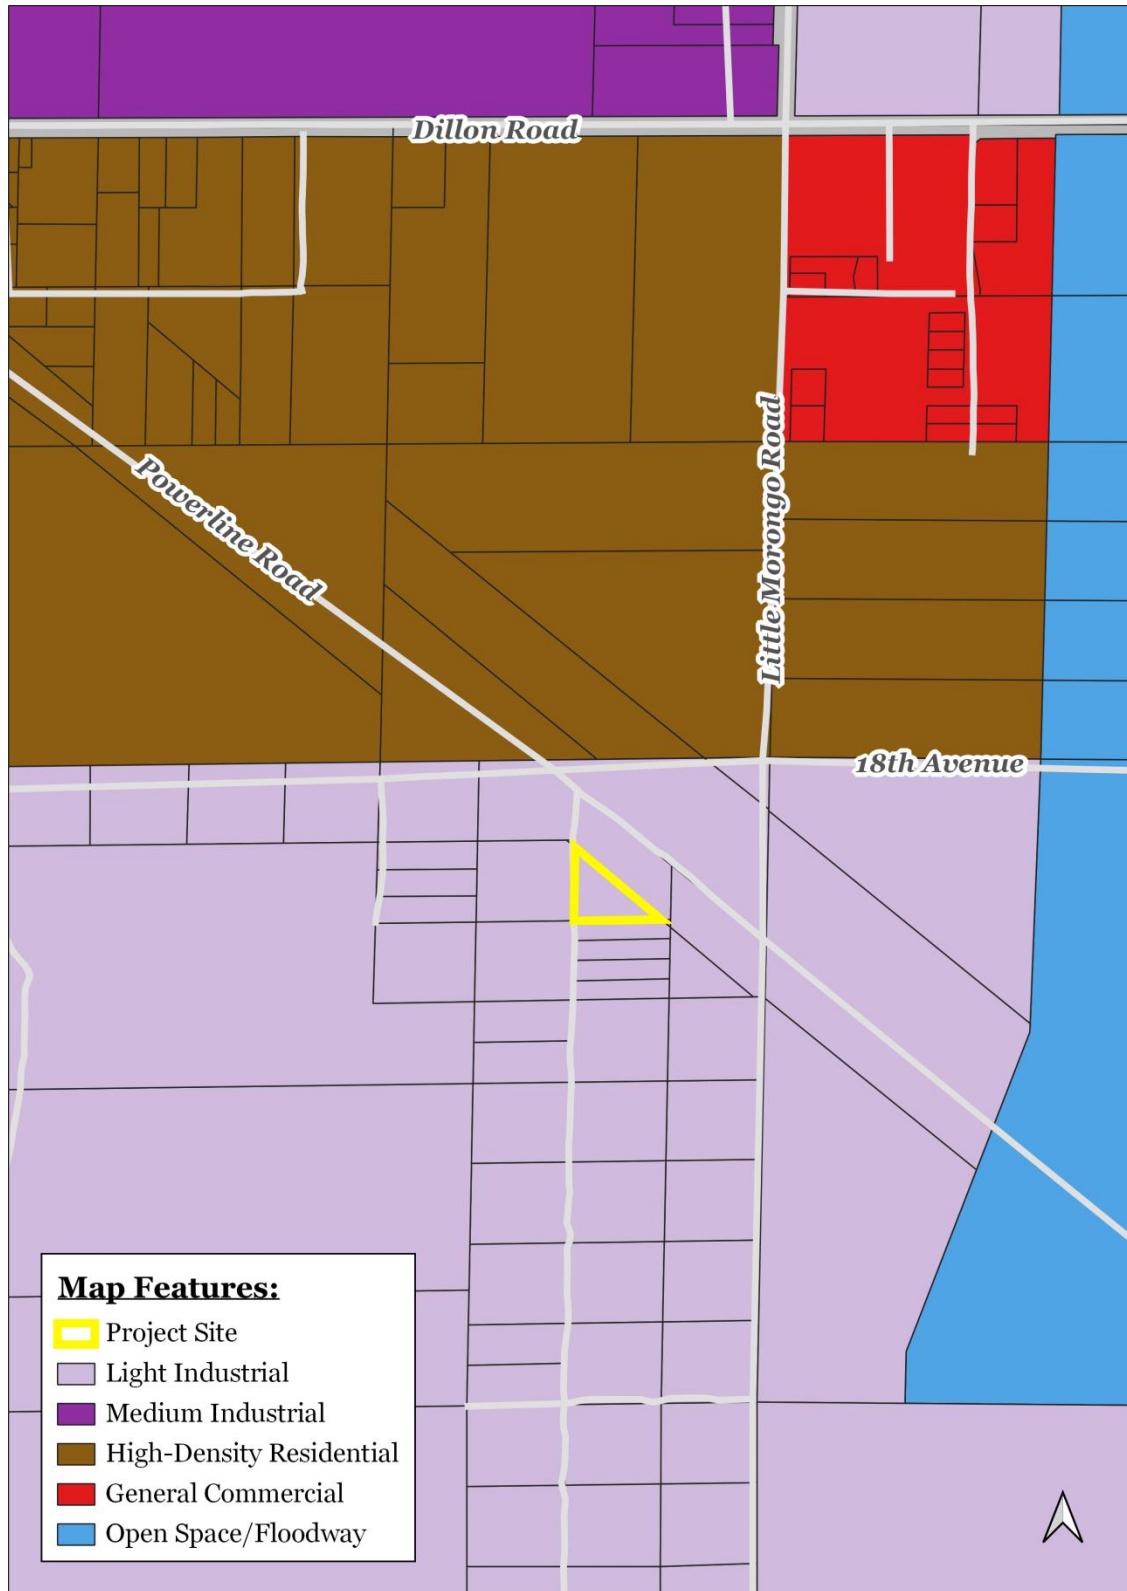 Dillon Road
Powerline Road
Little Morongo Road
18th Avenue
Map Features:
Project Site
Light Industrial
Medium Industrial
High-Density Residential
General Commercial
Open Space/Floodway